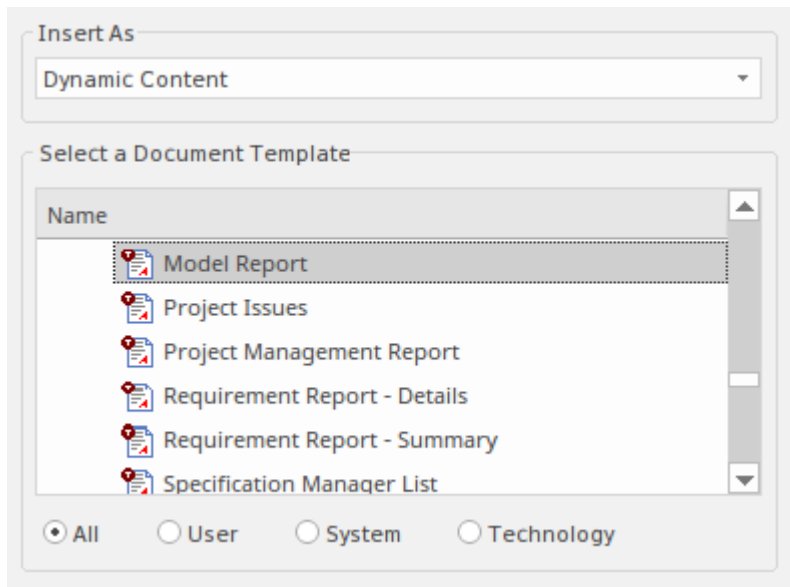 Insert As
Dynamic Content
Select a Document Template
Name
Model Report
Project Issues
Project Management Report
Requirement Report - Details
Requirement Report - Summary
Specification Manager List
All User System Technology